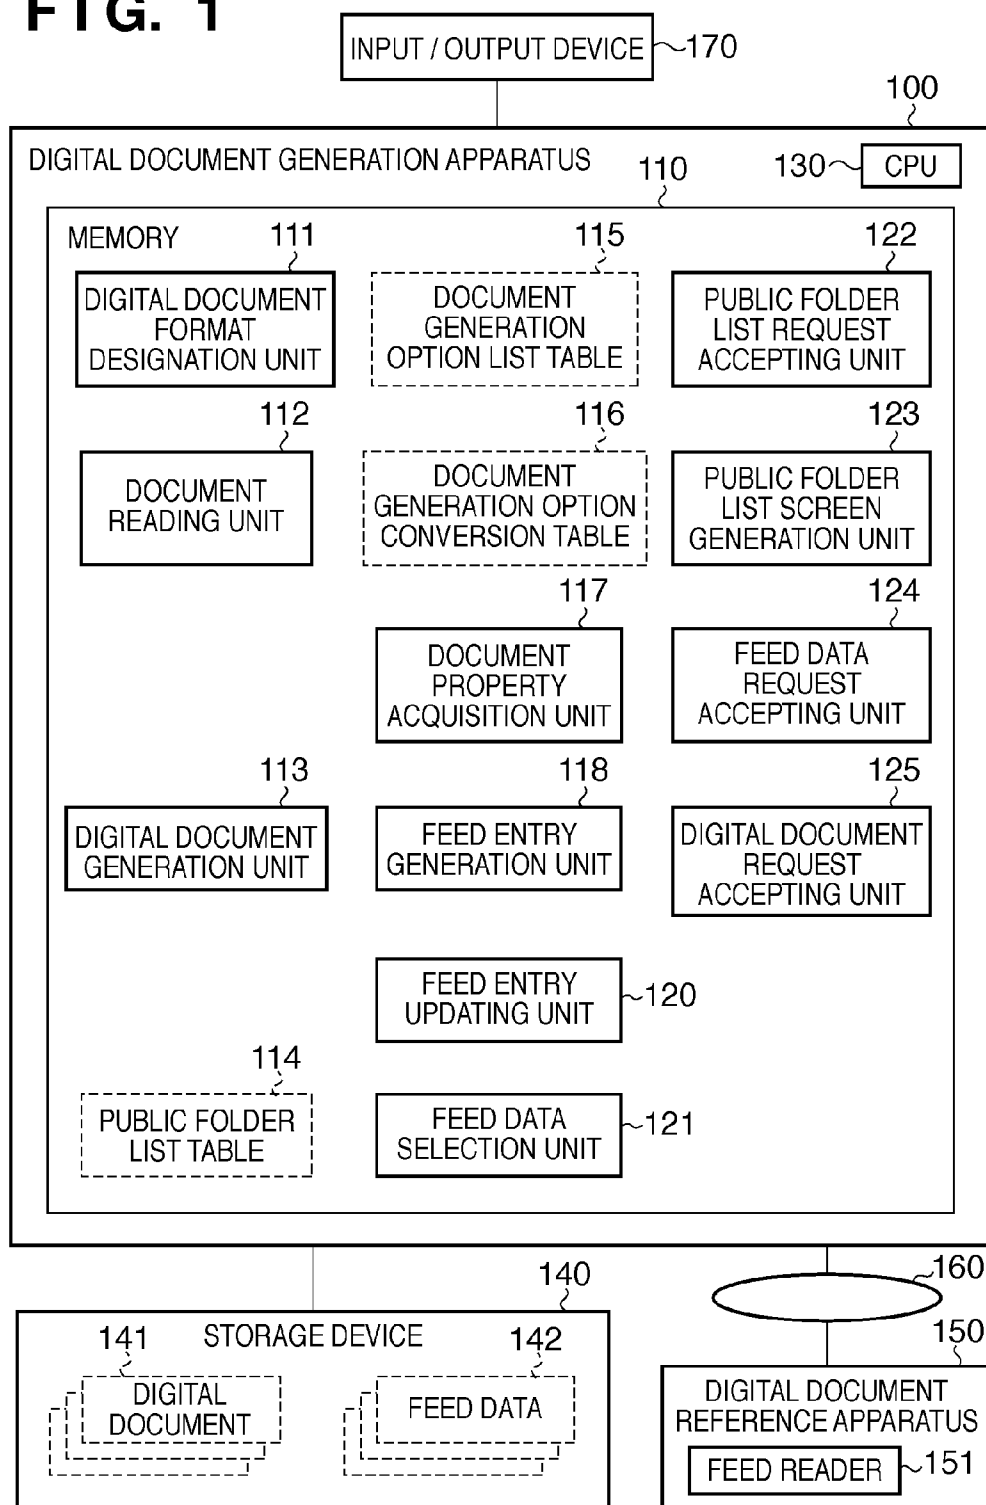 FIG. 1
INPUT / OUTPUT DEVICE
170
100
DIGITAL DOCUMENT GENERATION APPARATUS
130
CPU
110
MEMORY
111
DIGITAL DOCUMENT
FORMAT
DESIGNATION UNIT
115
DOCUMENT
GENERATION
OPTION LIST TABLE
122
PUBLIC FOLDER
LIST REQUEST
ACCEPTING UNIT
112
DOCUMENT
READING UNIT
116
DOCUMENT
GENERATION OPTION
CONVERSION TABLE
123
PUBLIC FOLDER
LIST SCREEN
GENERATION UNIT
117
DOCUMENT
PROPERTY
ACQUISITION UNIT
124
FEED DATA
REQUEST
ACCEPTING UNIT
113
DIGITAL DOCUMENT
GENERATION UNIT
118
FEED ENTRY
GENERATION UNIT
125
DIGITAL DOCUMENT
REQUEST
ACCEPTING UNIT
FEED ENTRY
UPDATING UNIT
120
114
PUBLIC FOLDER
LIST TABLE
FEED DATA
SELECTION UNIT
121
140
STORAGE DEVICE
141
DIGITAL
DOCUMENT
142
FEED DATA
160
150
DIGITAL DOCUMENT
REFERENCE APPARATUS
FEED READER
151